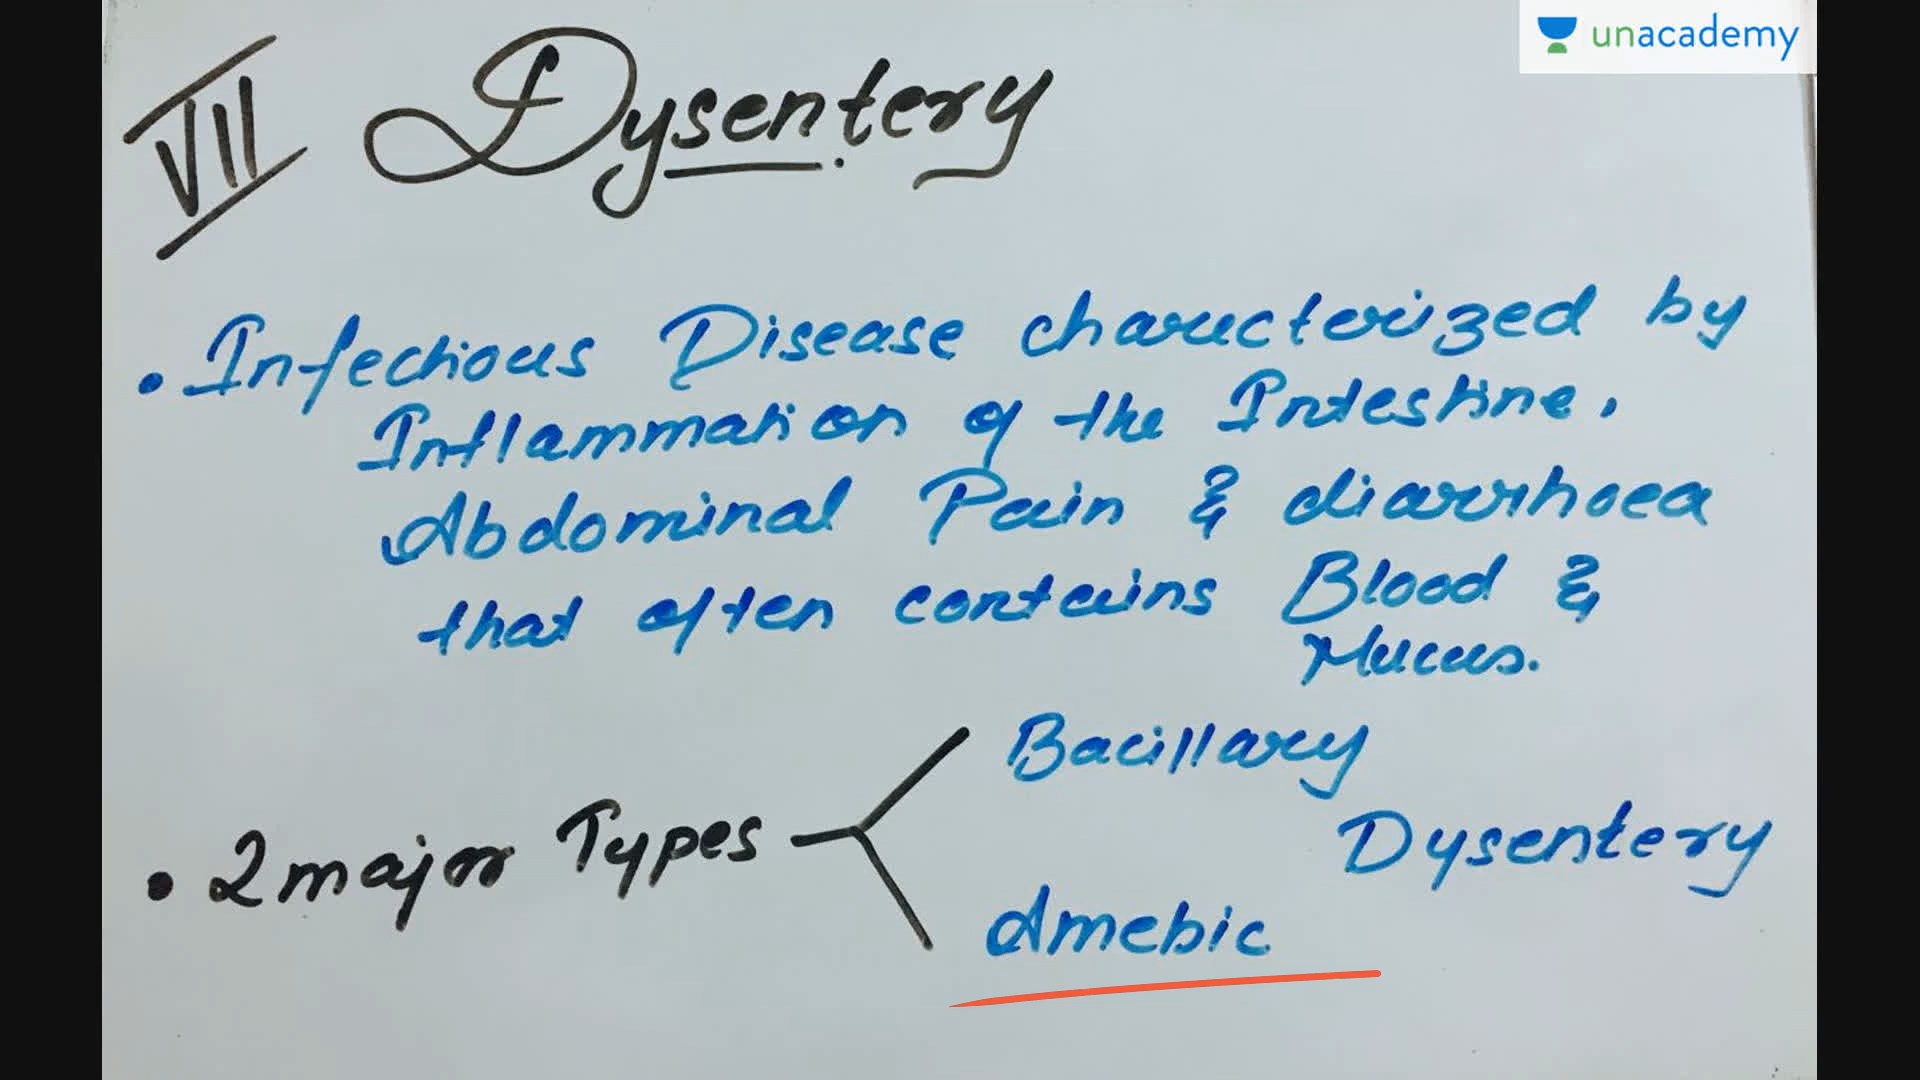 unacademy
VII Dysentery
• Infectious Disease characterized by
Inflammation of the Intestine,
Abdominal Pain & diarrhoea
that often contains Blood &
Mucus.
• 2 major Types
Bacillary
Dysentery
Amebic